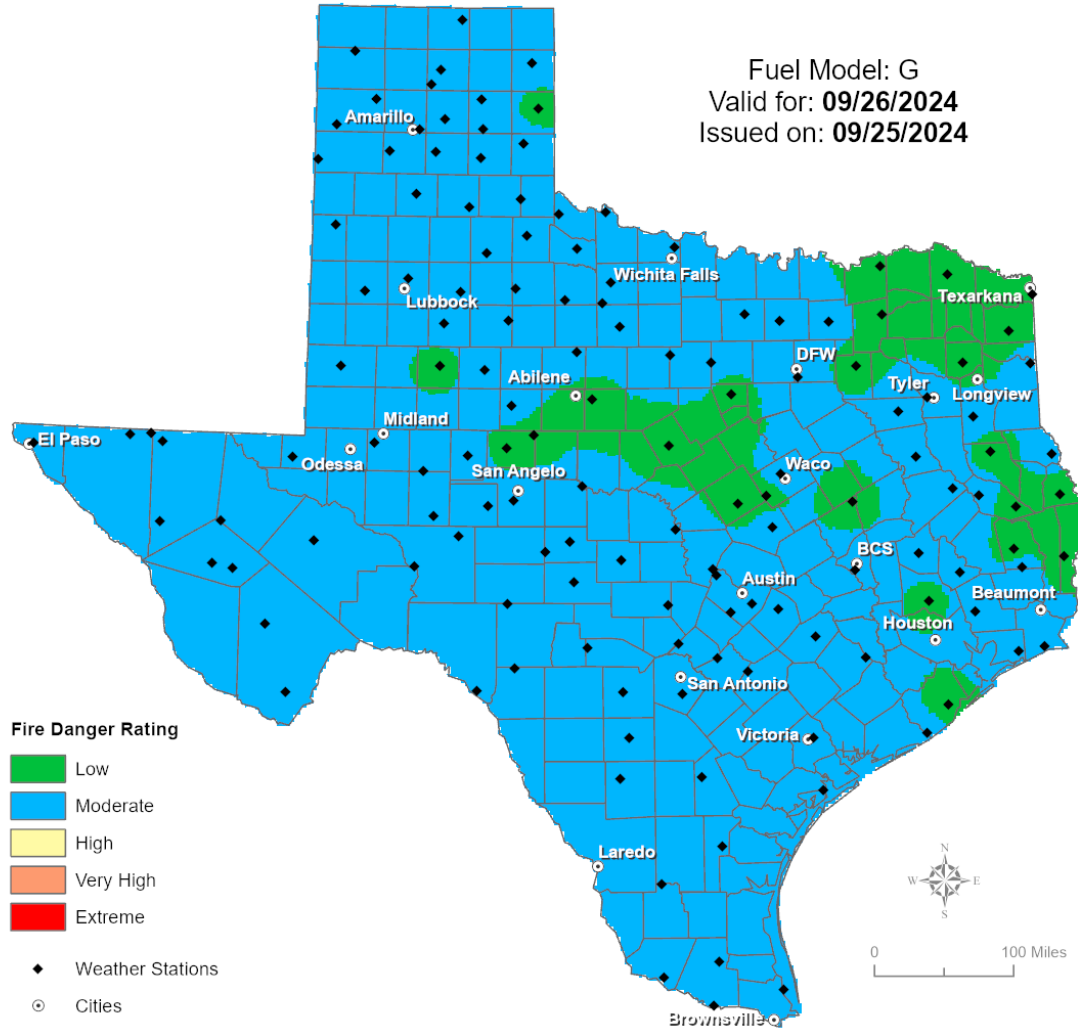 Fuel Model: G
Valid for: 09/26/2024
Issued on: 09/25/2024
Amarillo
Wichita Falls
Lubbock
Texarkana
DFW
Abilene
Tyler
Longview
Midland
El Paso
Odessa
San Angelo
Waco
BCS
Austin
Beaumont
Houston
San Antonio
Victoria
Laredo
Brownsville
Fire Danger Rating
Low
Moderate
High
Very High
Extreme
Weather Stations
Cities
N
W E
S
0 100 Miles